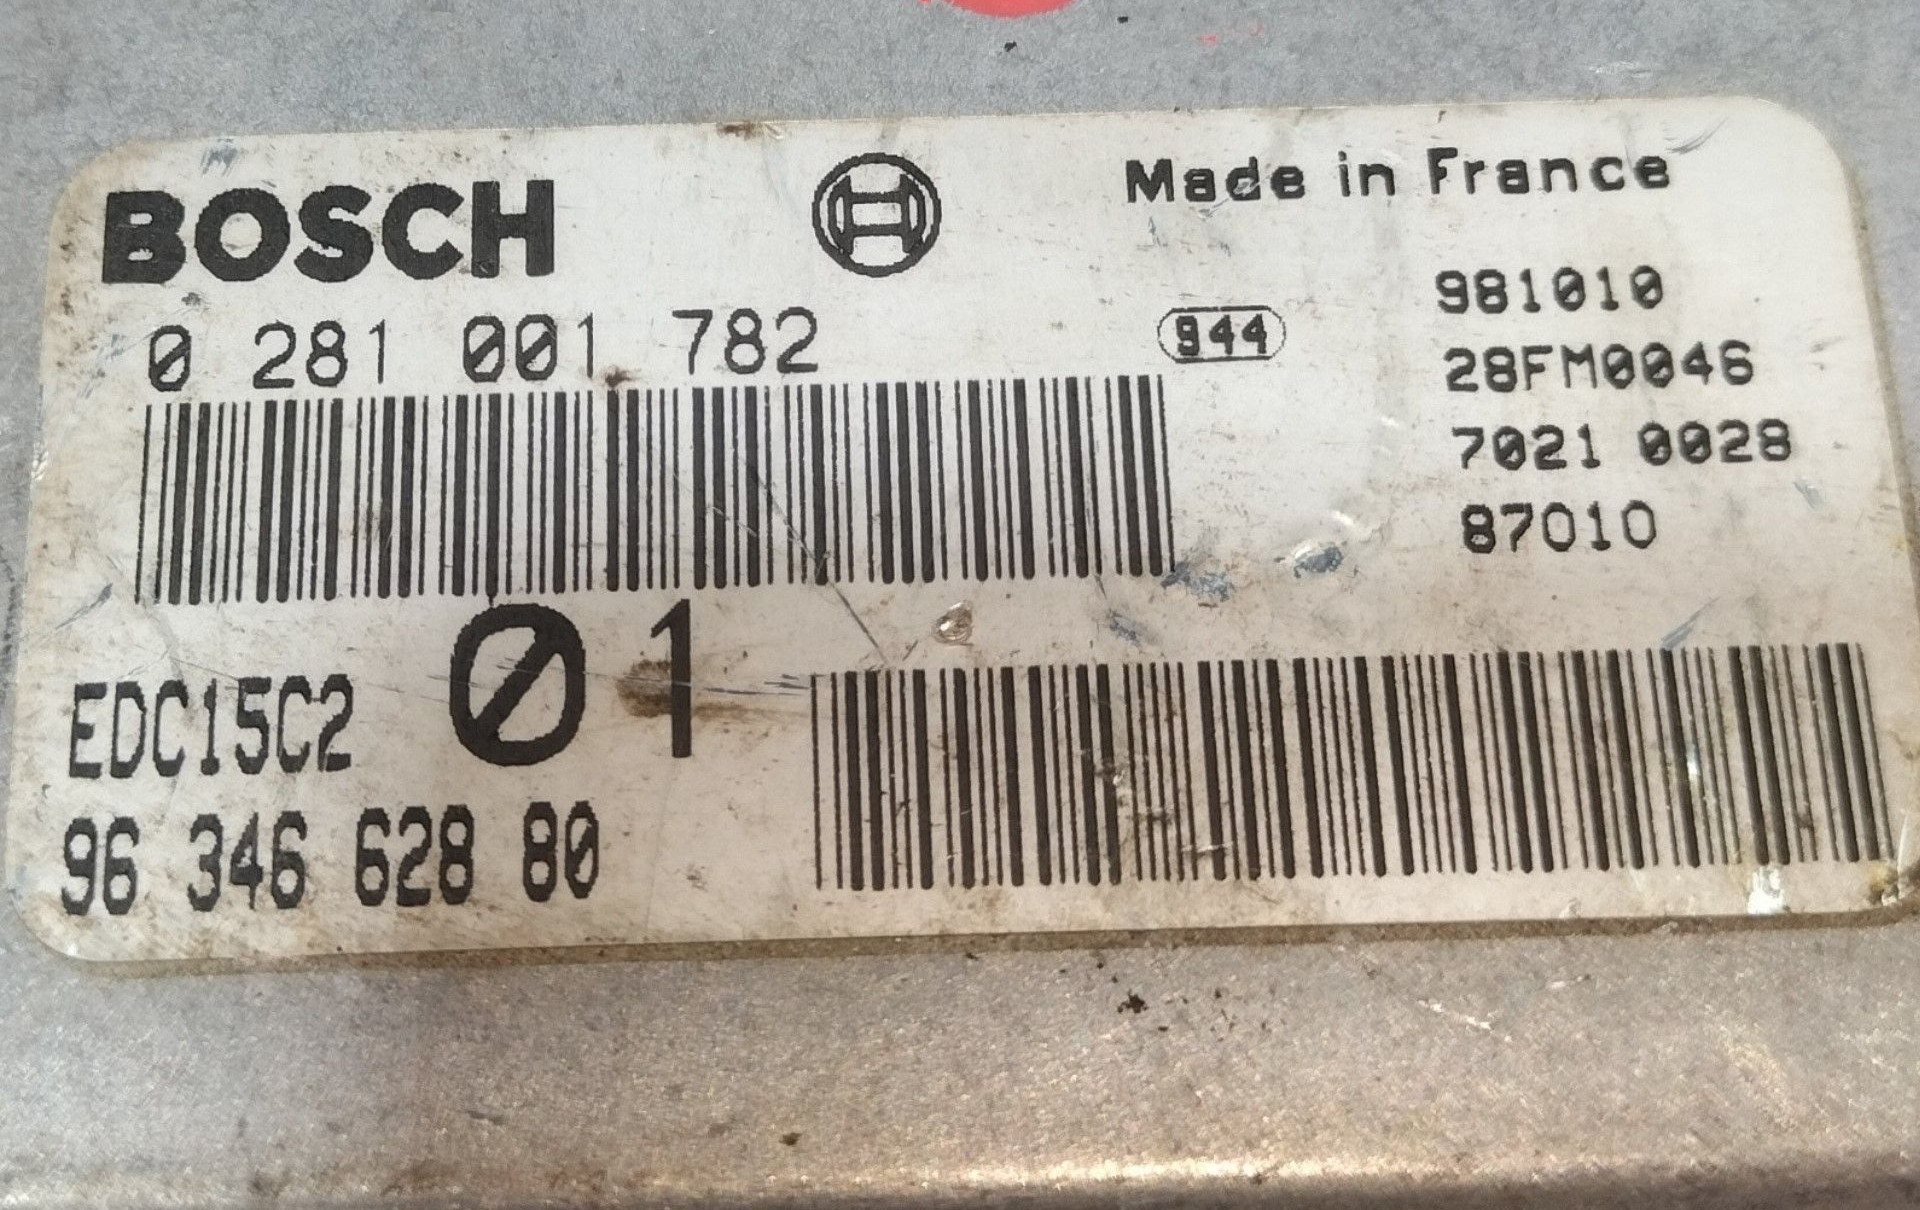 BOSCH
Made in France
0 281 001 782
944
981010
28FM0046
7021 0028
87010
01
EDC15C2
96 346 628 80